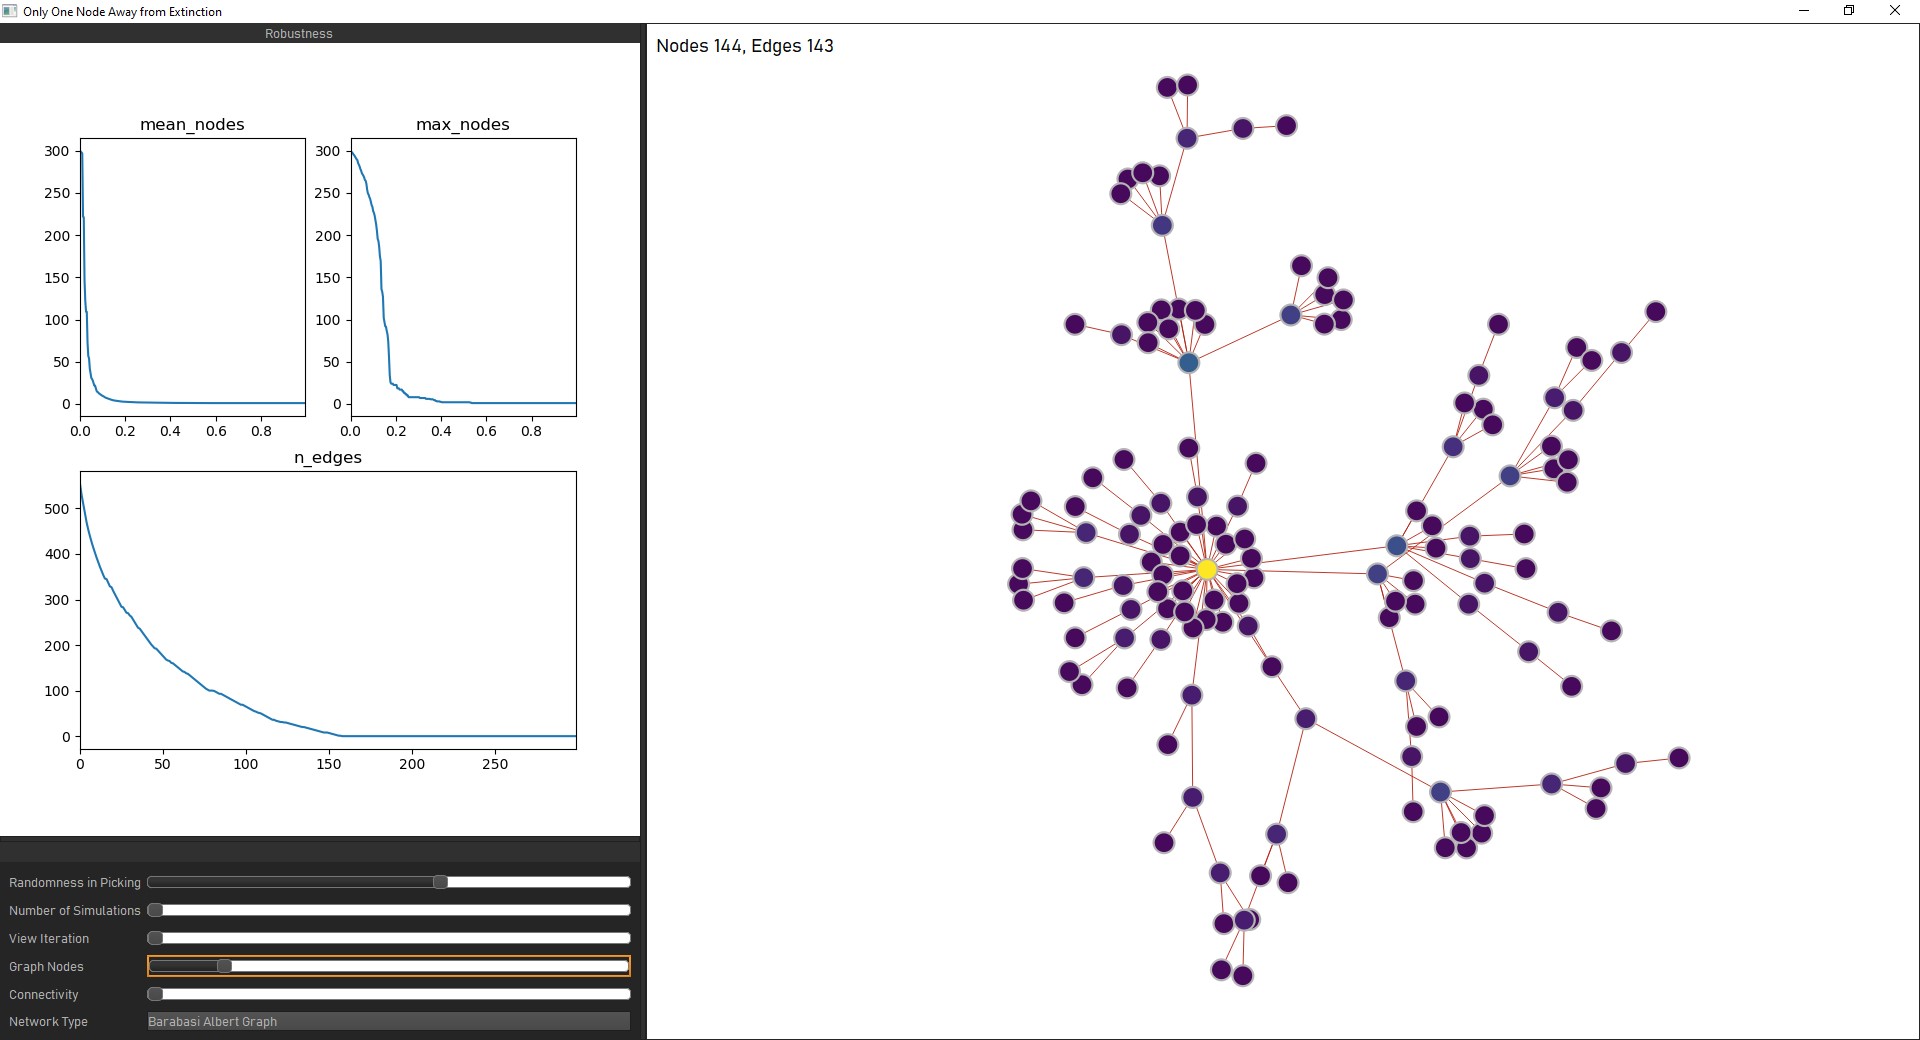 Only One Node Away from Extinction
Robustness
Nodes 144, Edges 143
mean_nodes
300
250
200
150
100
50
0
0.0 0.2 0.4 0.6 0.8
max_nodes
300
250
200
150
100
50
0
0.0 0.2 0.4 0.6 0.8
n_edges
500
400
300
200
100
0
0 50 100 150 200 250
Randomness in Picking
Number of Simulations
View Iteration
Graph Nodes
Connectivity
Network Type Barabasi Albert Graph